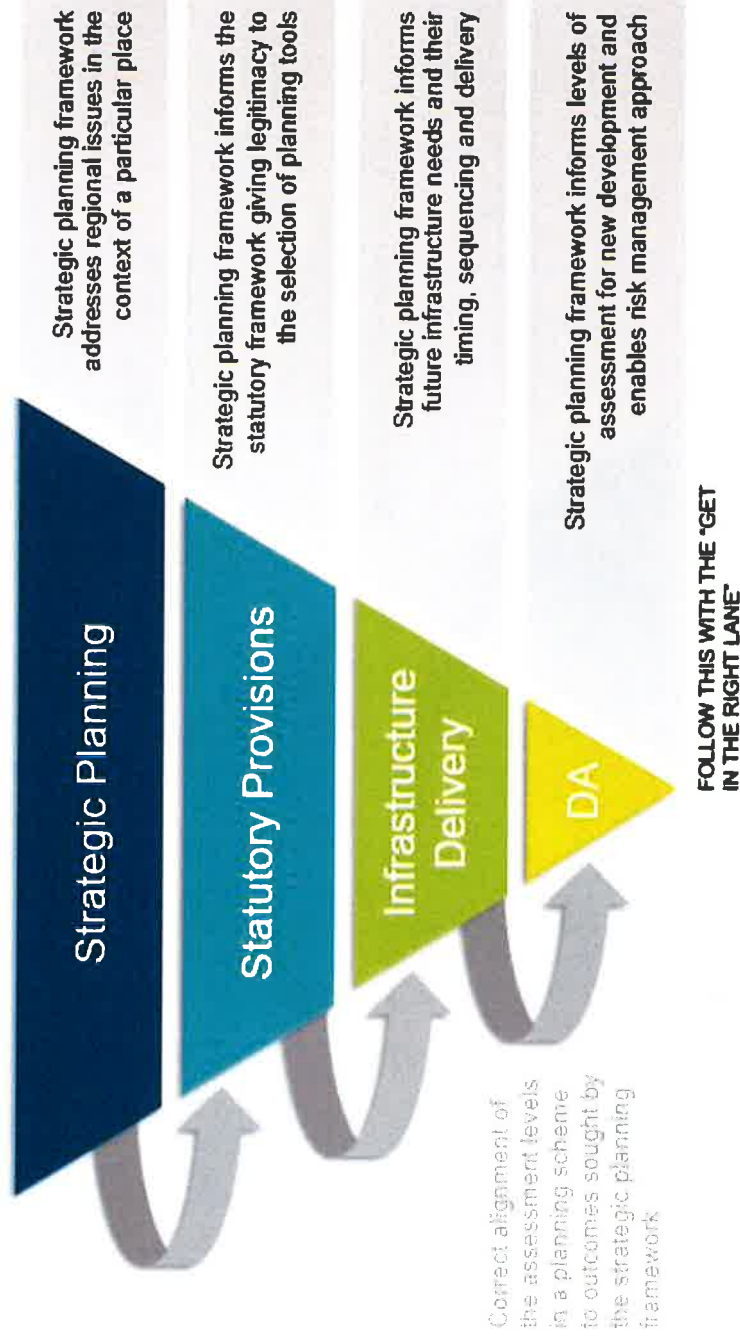 Strategic Planning
Strategic planning framework
addresses regional issues in the
context of a particular place
Statutory Provisions
Strategic planning framework informs the
statutory framework giving legitimacy to
the selection of planning tools
Infrastructure
Delivery
Strategic planning framework informs
future infrastructure needs and their
timing, sequencing and delivery
DA
Strategic planning framework informs levels of
assessment for new development and
enables risk management approach
Correct alignment of
the assessment levels
in a planning scheme
to outcomes sought by
the strategic planning
framework
FOLLOW THIS WITH THE "GET
IN THE RIGHT LANE"